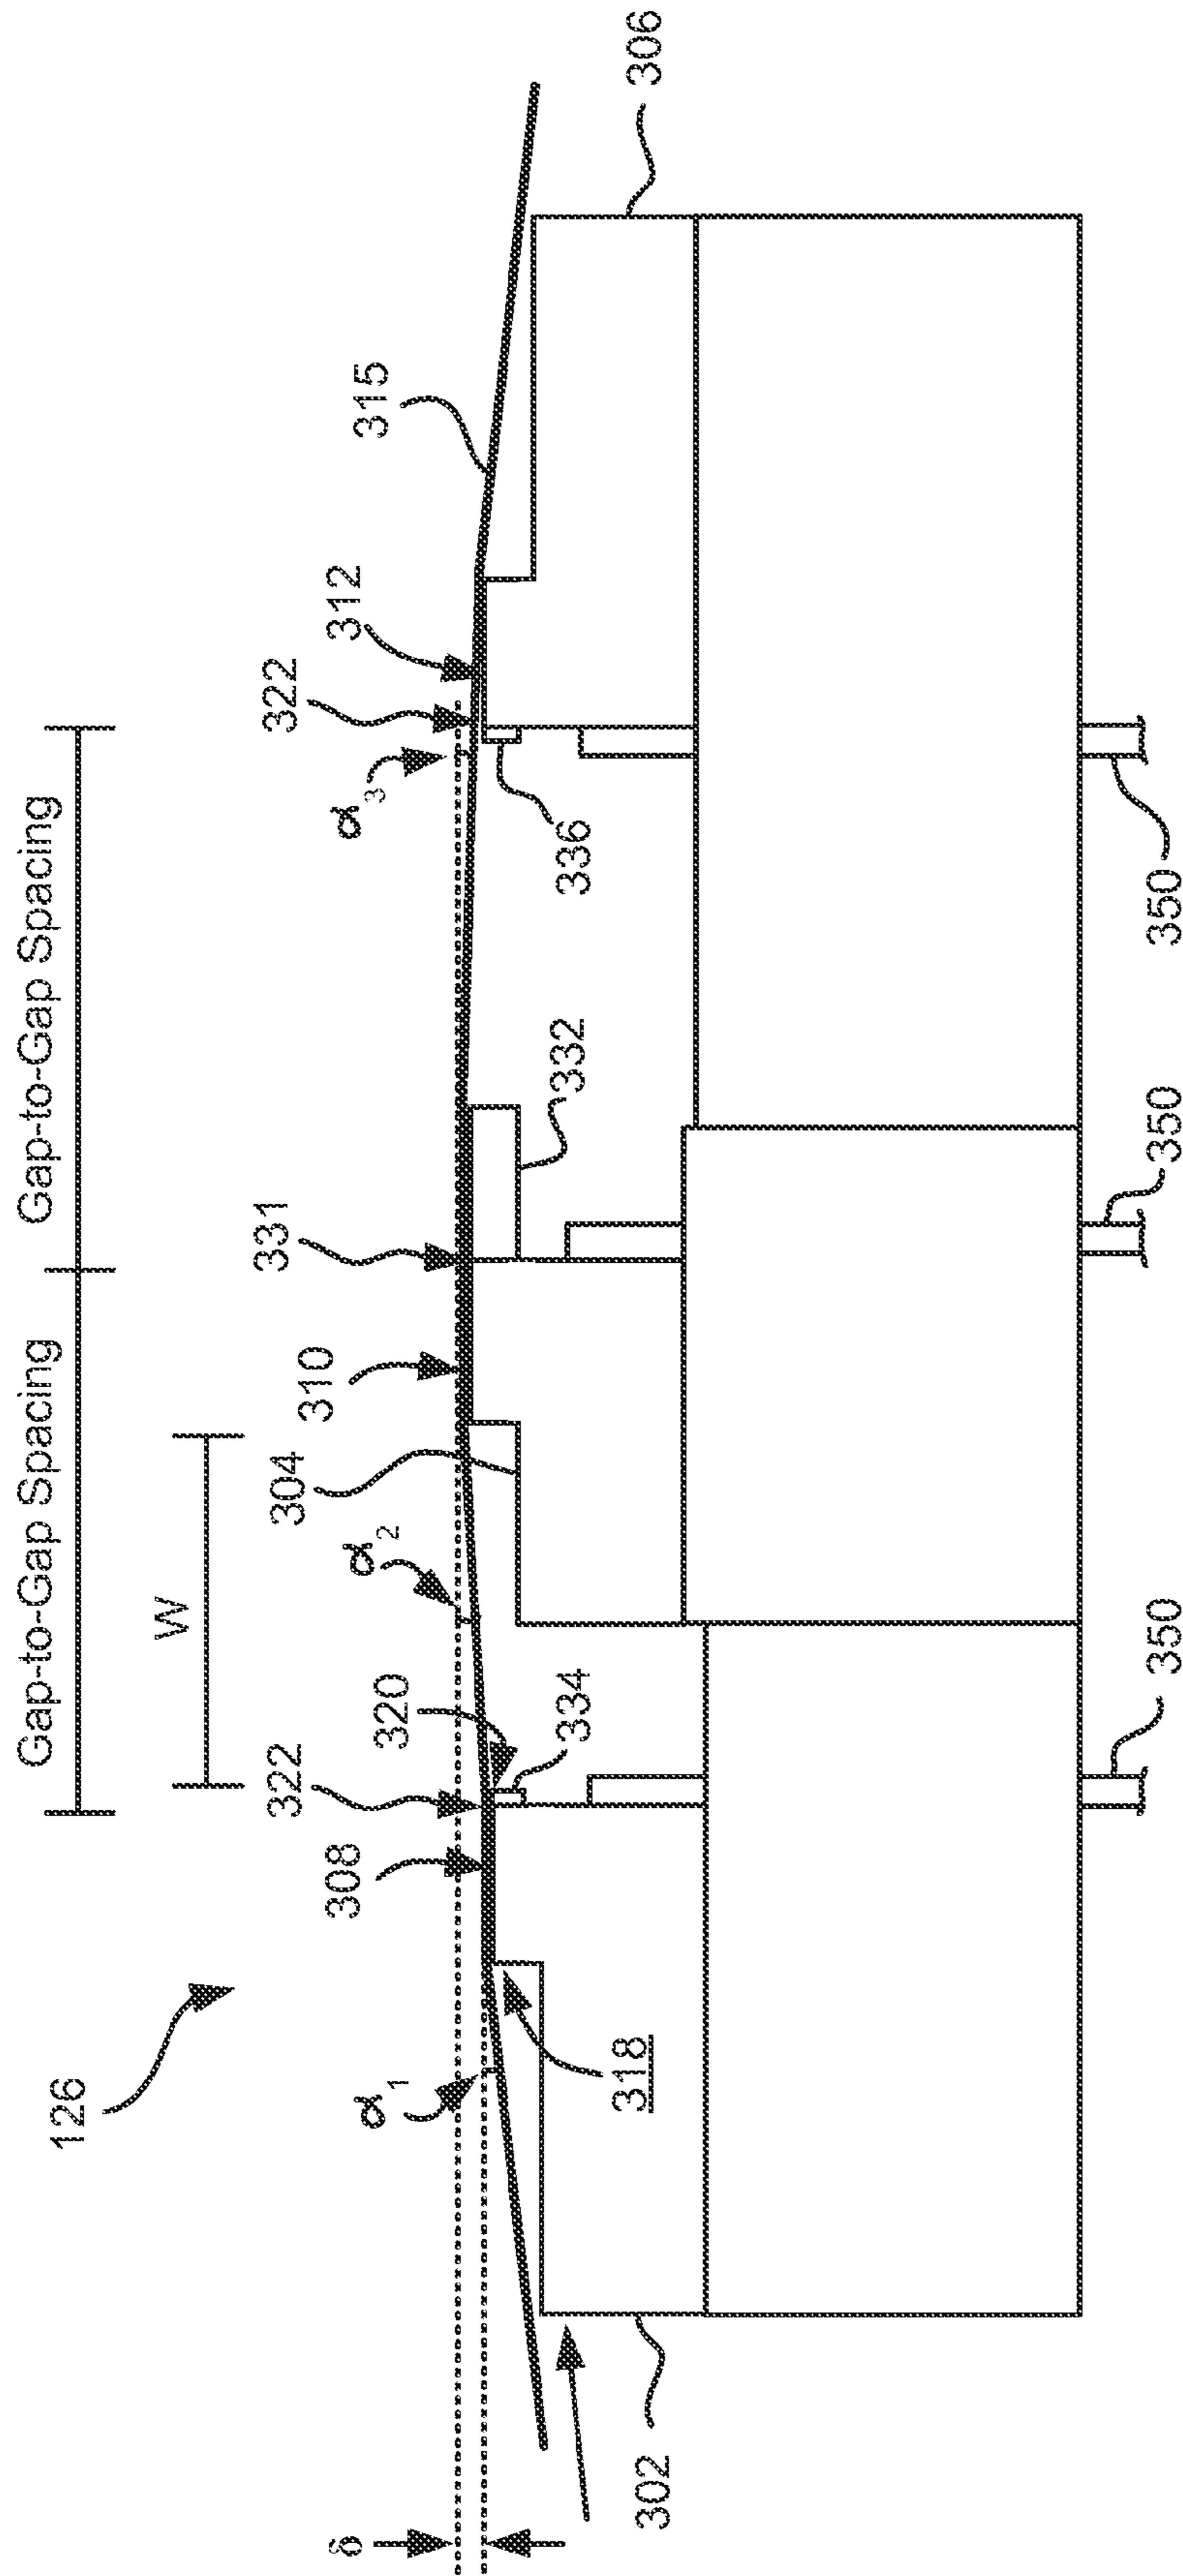 Gap-to-Gap Spacing
Gap-to-Gap Spacing
W
126
322
320
334
α2
304
310
331
332
α3
322
312
336
315
306
308
α1
318
302
δ
350
350
350